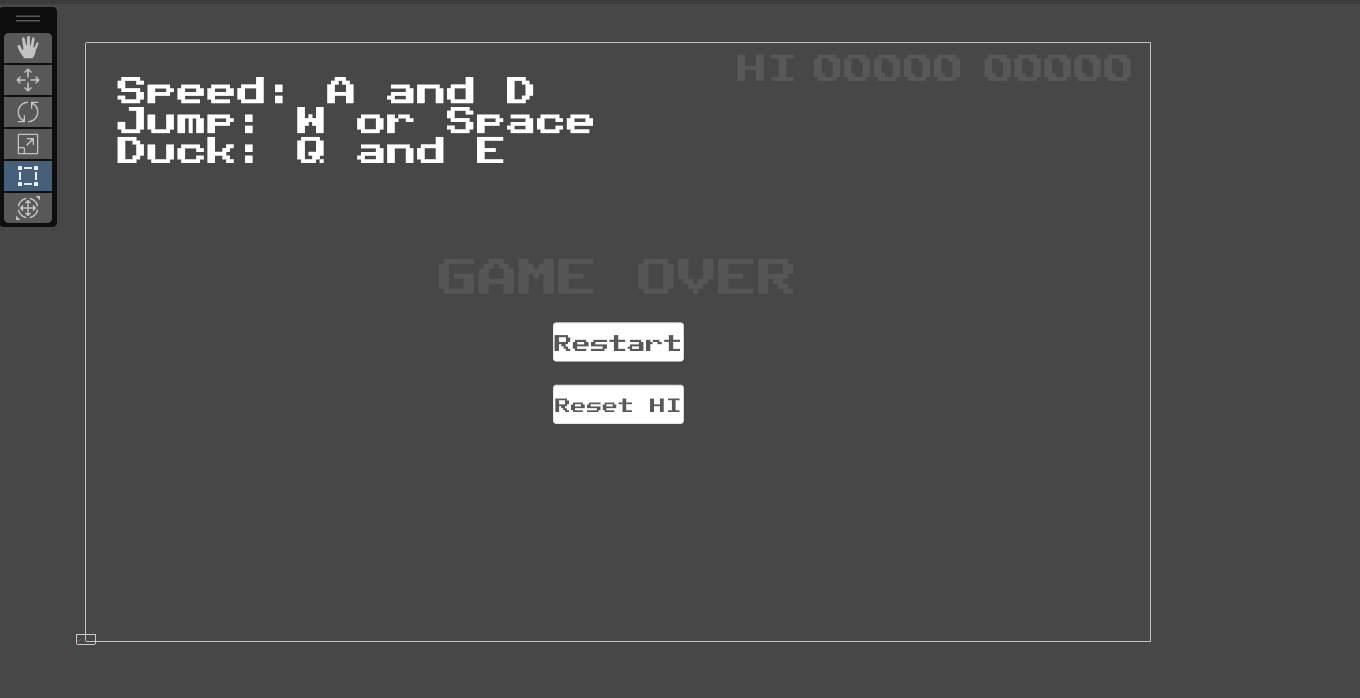 HI 00000 00000
Speed: A and D
Jump: W or Space
Duck: Q and E
GAME OVER
Restart
Reset HI